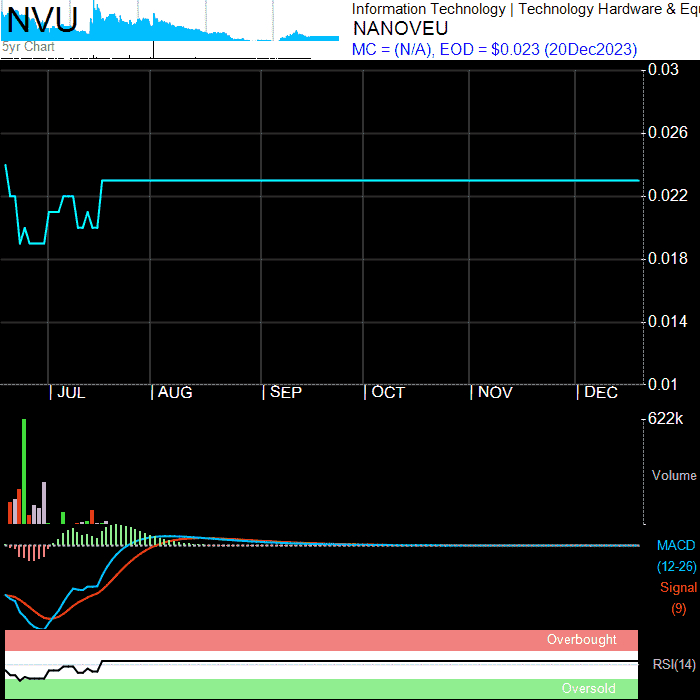 NVU
5yr Chart
Information Technology | Technology Hardware & Equ
NANOVEU
MC = (N/A), EOD = $0.023 (20Dec2023)
0.03
0.026
0.022
0.018
0.014
0.01
| JUL | AUG | SEP | OCT | NOV | DEC
622k
Volume
MACD
(12-26)
Signal
(9)
Overbought
RSI(14)
Oversold